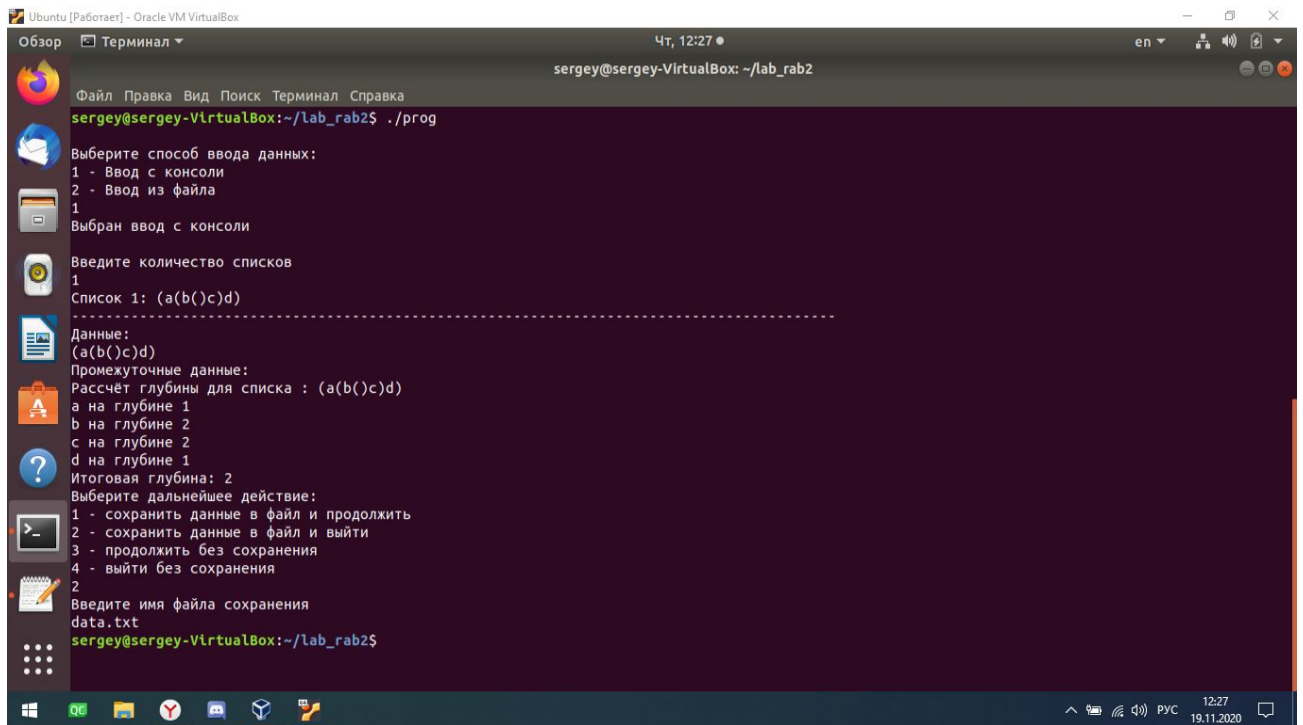 Ubuntu [Работает] - Oracle VM VirtualBox
Обзор Терминал Чт, 12:27 en
sergey@sergey-VirtualBox: ~/lab_rab2
Файл Правка Вид Поиск Терминал Справка
sergey@sergey-VirtualBox:~/lab_rab2$ ./prog
Выберите способ ввода данных:
1 - Ввод с консоли
2 - Ввод из файла
1
Выбран ввод с консоли
Введите количество списков
1
Список 1: (a(b()c)d)
------------------------------------------------------------------------------------------
Данные:
(a(b()c)d)
Промежуточные данные:
Рассчёт глубины для списка : (a(b()c)d)
a на глубине 1
b на глубине 2
c на глубине 2
d на глубине 1
Итоговая глубина: 2
Выберите дальнейшее действие:
1 - сохранить данные в файл и продолжить
2 - сохранить данные в файл и выйти
3 - продолжить без сохранения
4 - выйти без сохранения
2
Введите имя файла сохранения
data.txt
sergey@sergey-VirtualBox:~/lab_rab2$
QC РУС 12:27
19.11.2020